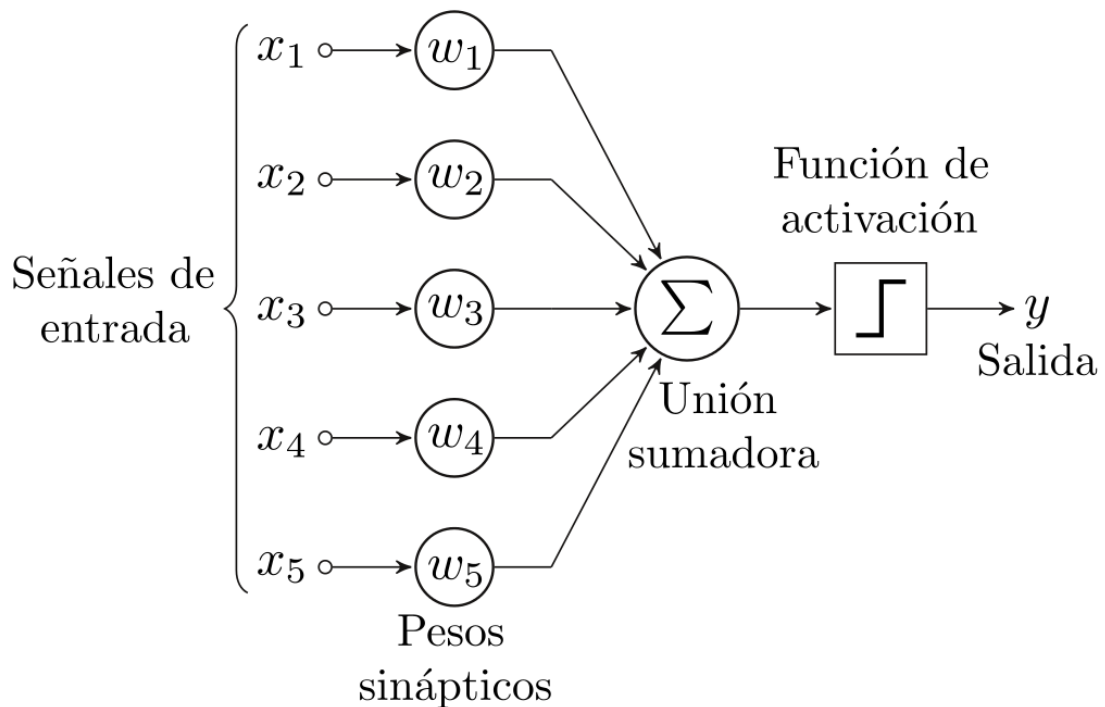 x₁ w₁
x₂ w₂
Función de
activación
Señales de
entrada
x₃ w₃ Σ y
Salida
Unión
sumadora
x₄ w₄
x₅ w₅
Pesos
sinápticos